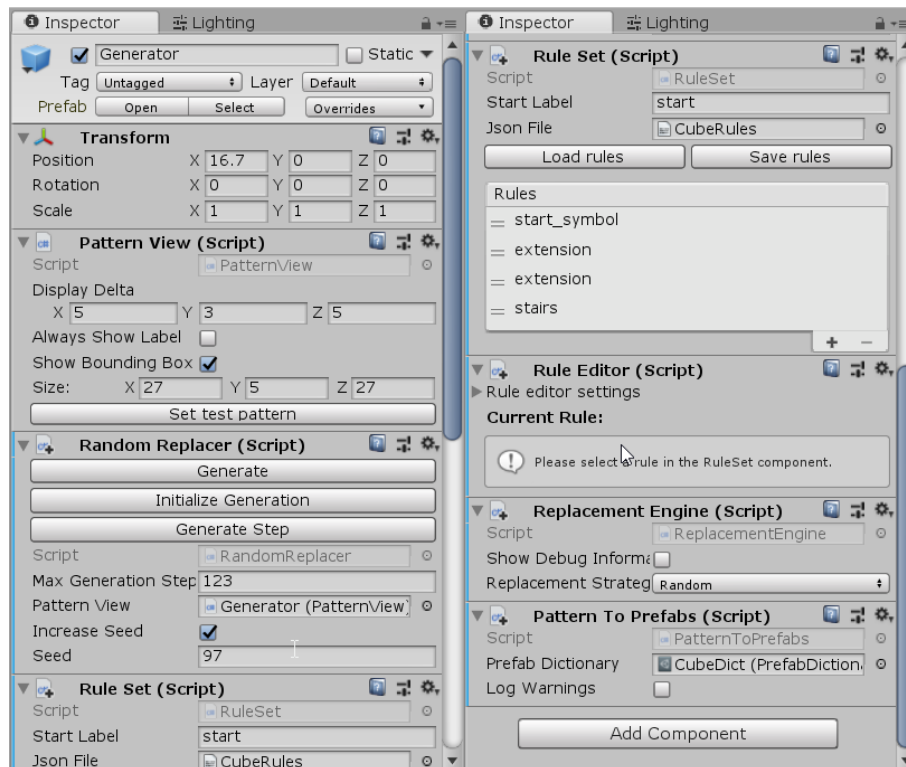 Inspector
Lighting
Generator
Static
Tag Untagged Layer Default
Prefab Open Select Overrides
Transform
Position X 16.7 Y 0 Z 0
Rotation X 0 Y 0 Z 0
Scale X 1 Y 1 Z 1
Pattern View (Script)
Script PatternView
Display Delta
X 5 Y 3 Z 5
Always Show Label
Show Bounding Box
Size: X 27 Y 5 Z 27
Set test pattern
Random Replacer (Script)
Generate
Initialize Generation
Generate Step
Script RandomReplacer
Max Generation Step 123
Pattern View Generator (PatternView)
Increase Seed
Seed 97
Rule Set (Script)
Script RuleSet
Start Label start
Json File CubeRules
Inspector
Lighting
Rule Set (Script)
Script RuleSet
Start Label start
Json File CubeRules
Load rules Save rules
Rules
= start_symbol
= extension
= extension
= stairs
+ −
Rule Editor (Script)
Rule editor settings
Current Rule:
Please select a rule in the RuleSet component.
Replacement Engine (Script)
Script ReplacementEngine
Show Debug Informa
Replacement Strateg Random
Pattern To Prefabs (Script)
Script PatternToPrefabs
Prefab Dictionary CubeDict (PrefabDiction
Log Warnings
Add Component